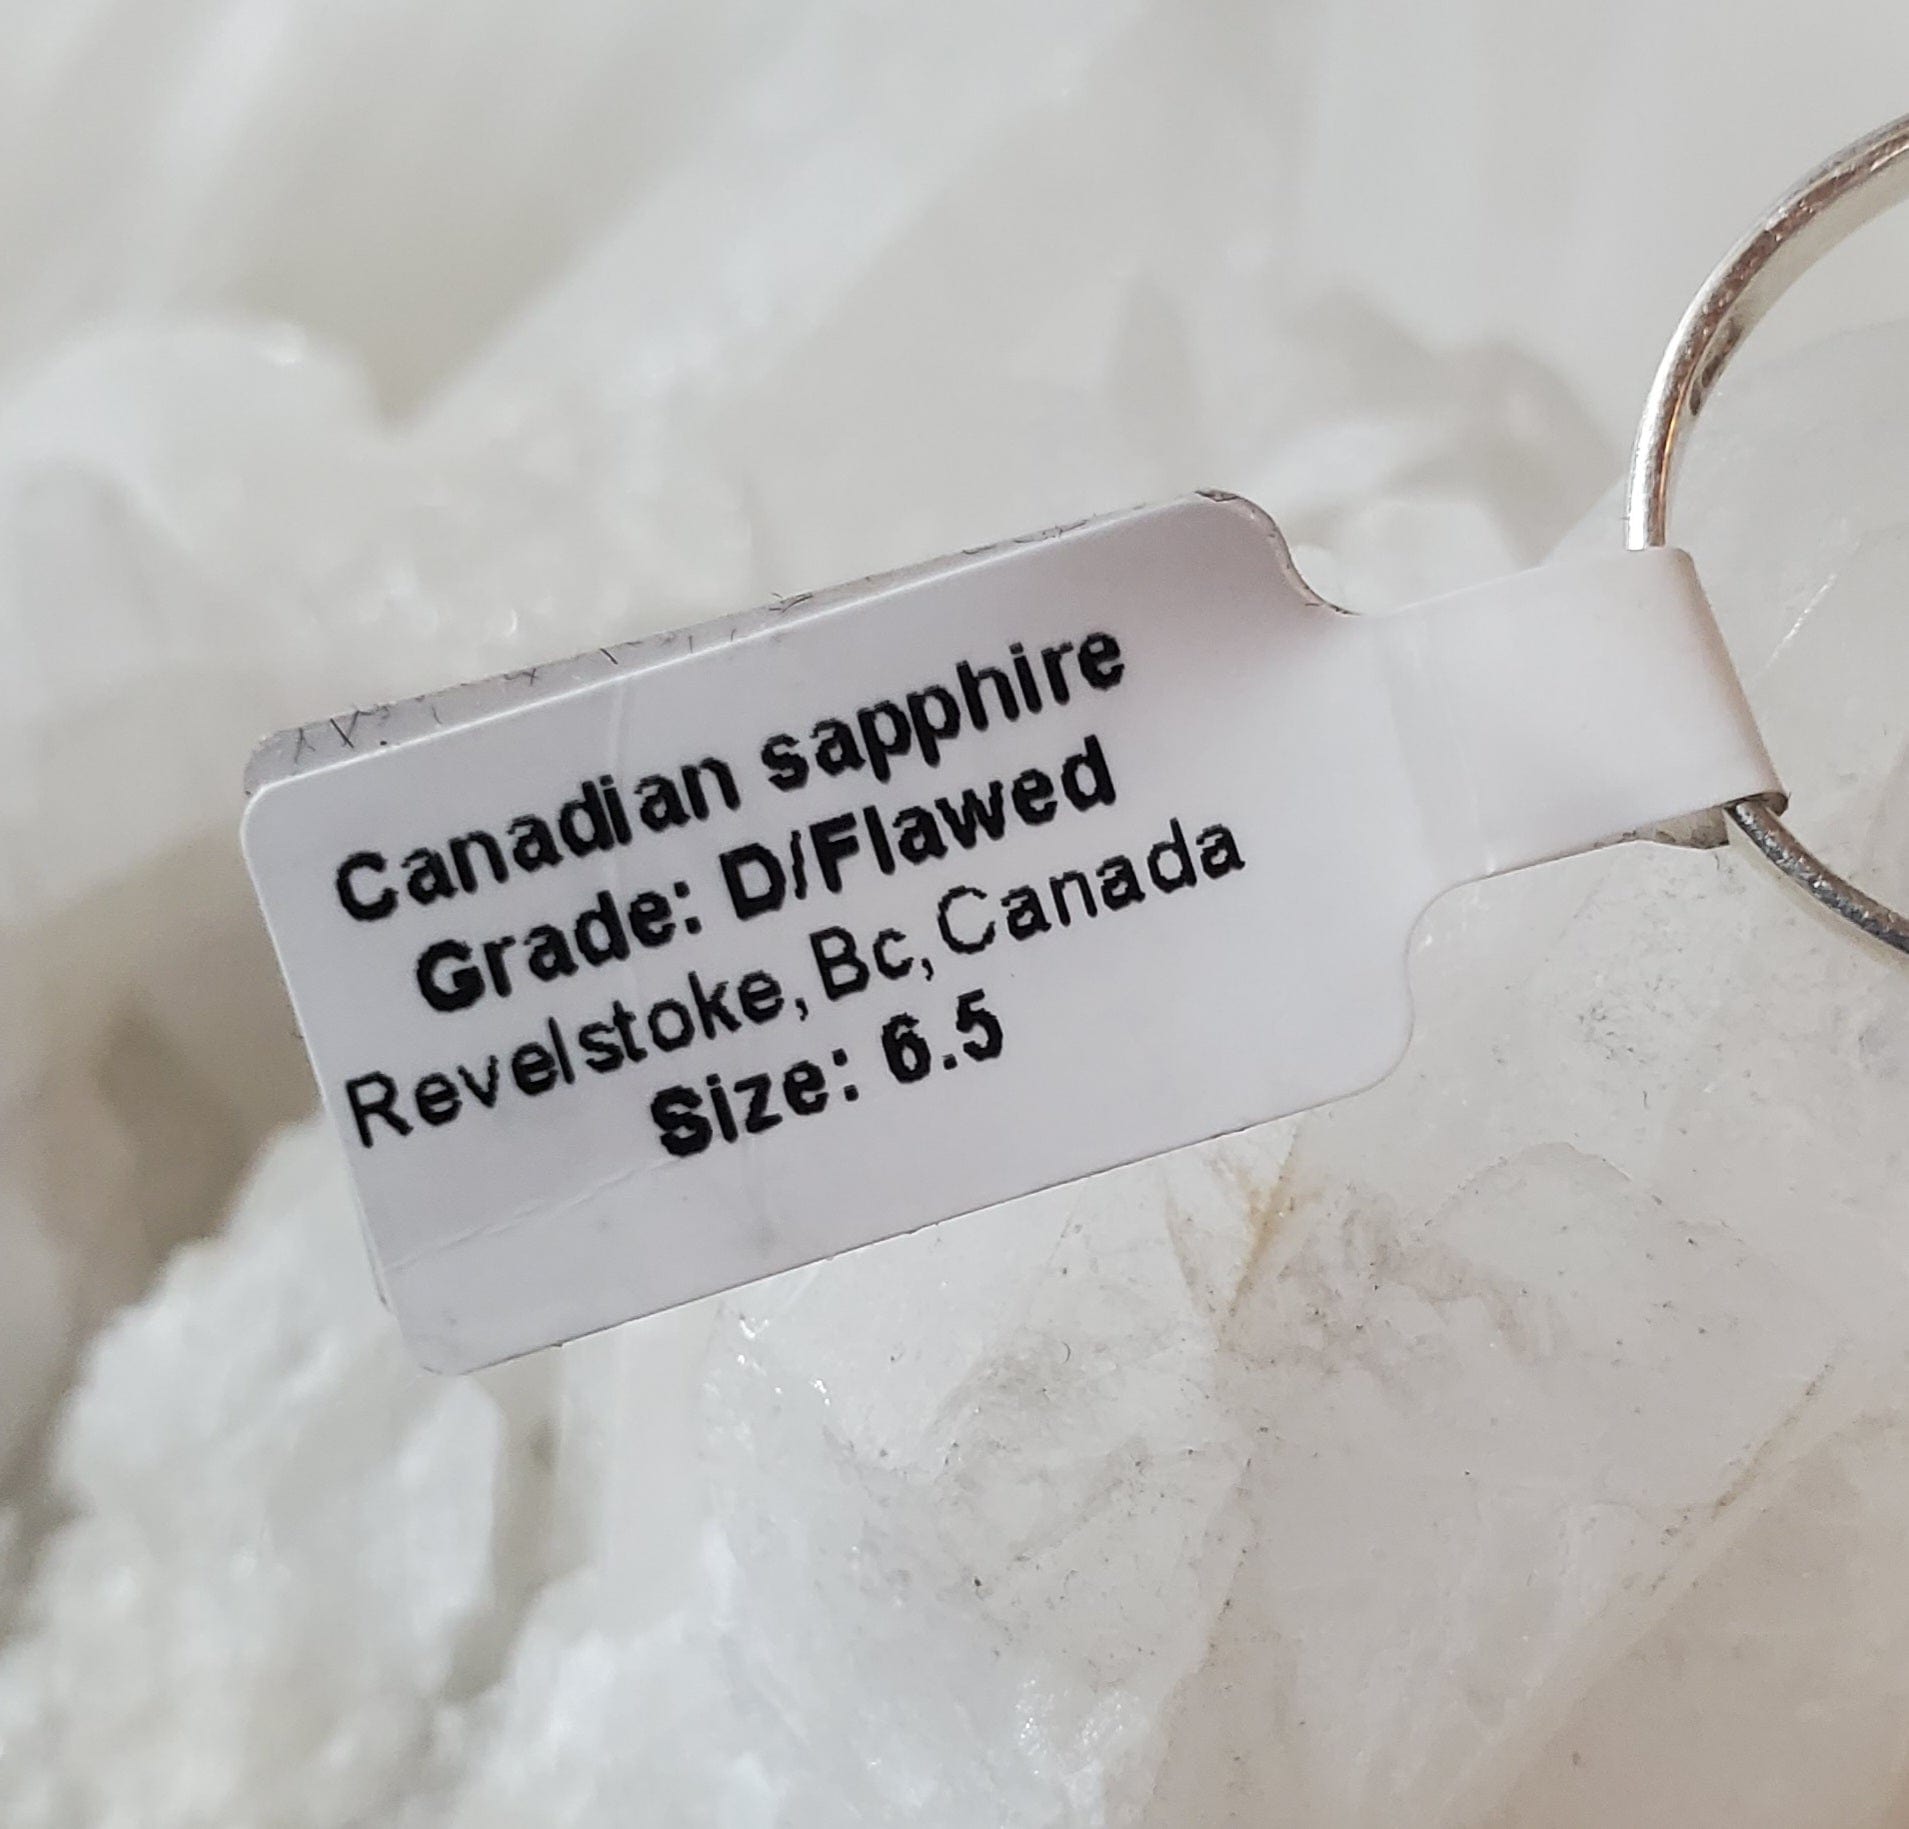 Canadian sapphire
Grade: D/Flawed
Revelstoke, Bc, Canada
Size: 6.5